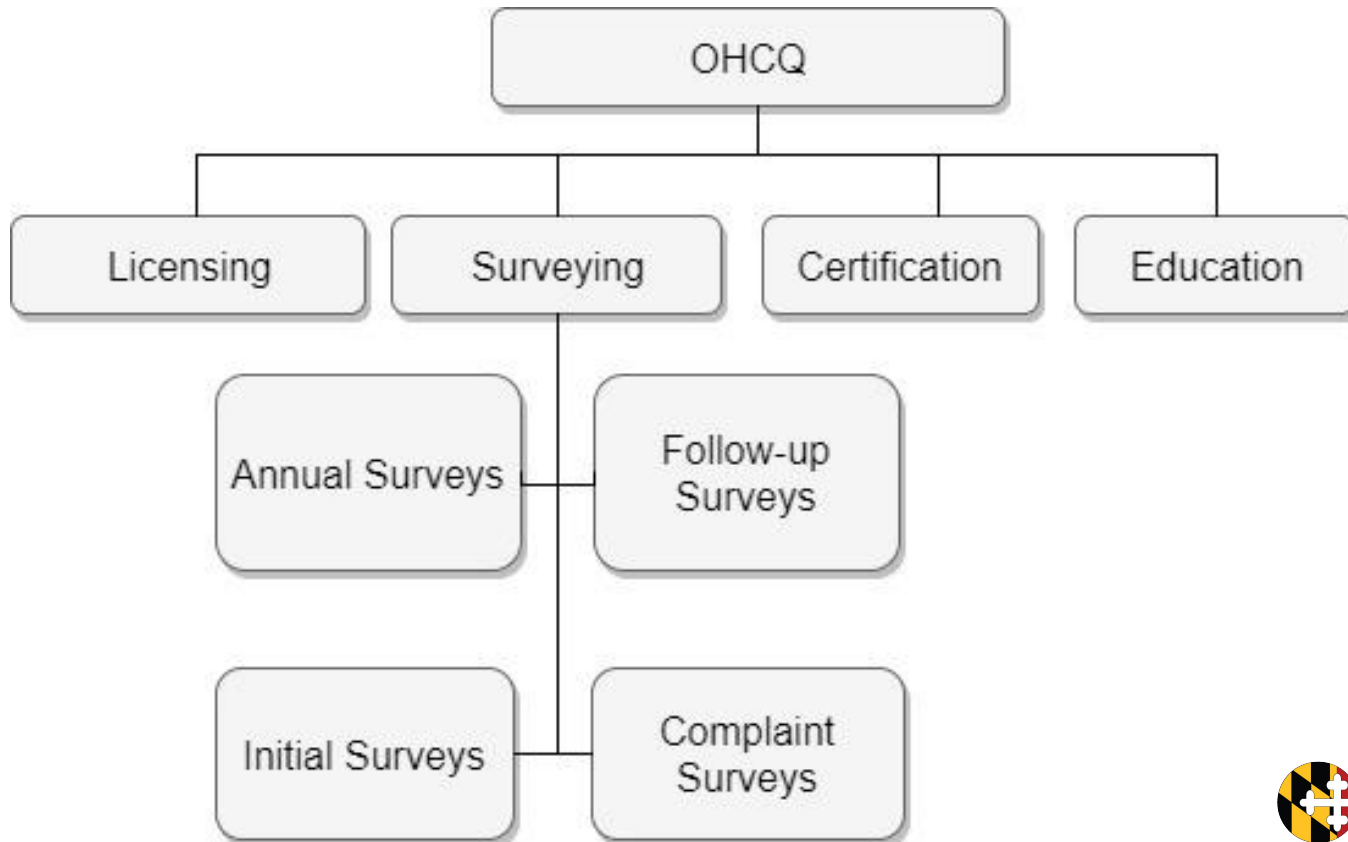 OHCQ
Licensing
Surveying
Certification
Education
Annual Surveys
Follow-up
Surveys
Initial Surveys
Complaint
Surveys